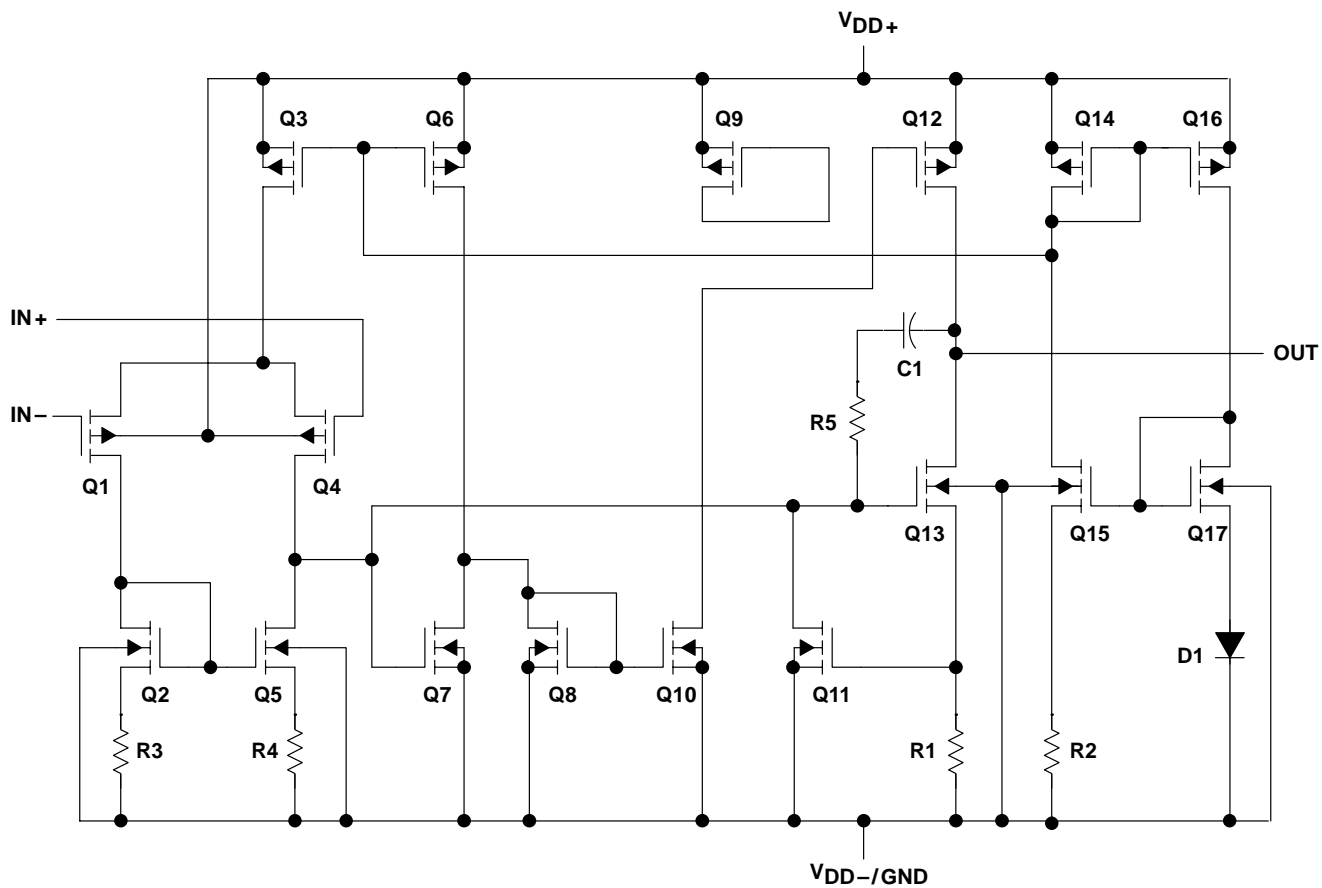 VDD+
Q3
Q6
Q9
Q12
Q14
Q16
IN+
C1
OUT
IN−
R5
Q1
Q4
Q13
Q15
Q17
Q2
Q5
Q7
Q8
Q10
Q11
D1
R3
R4
R1
R2
VDD−/GND